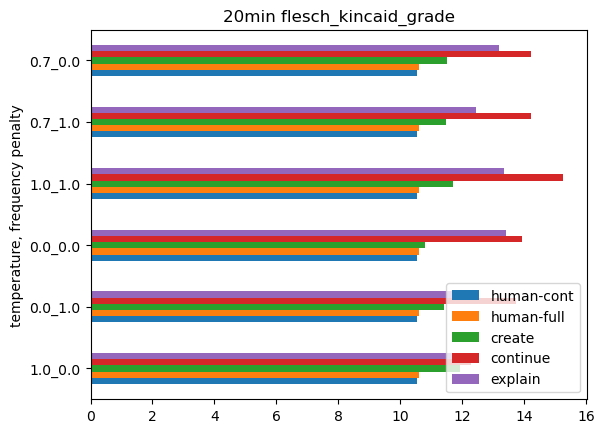 20min flesch_kincaid_grade
temperature, frequency penalty
0.7_0.0
0.7_1.0
1.0_1.0
0.0_0.0
0.0_1.0
1.0_0.0
human-cont
human-full
create
continue
explain
0 2 4 6 8 10 12 14 16